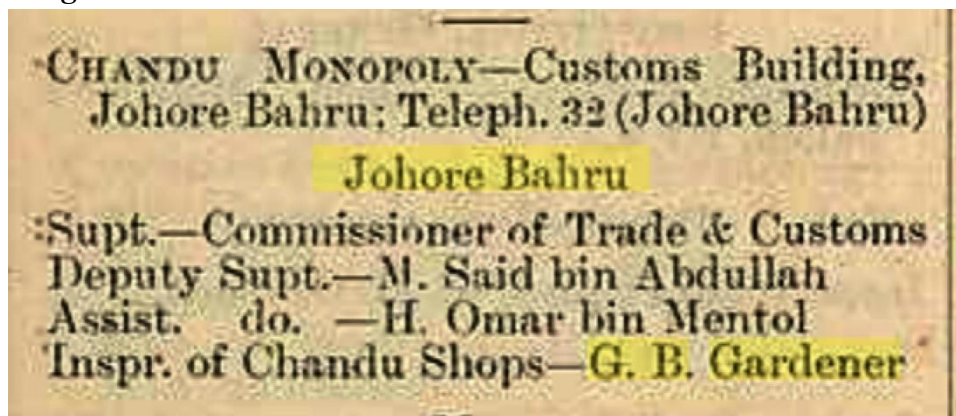 CHANDU MONOPOLY—Customs Building,
Johore Bahru; Teleph. 32 (Johore Bahru)
Johore Bahru
Supt.—Commissioner of Trade & Customs
Deputy Supt.—M. Said bin Abdullah
Assist. do. —H. Omar bin Mentol
Inspr. of Chandu Shops—G. B. Gardener